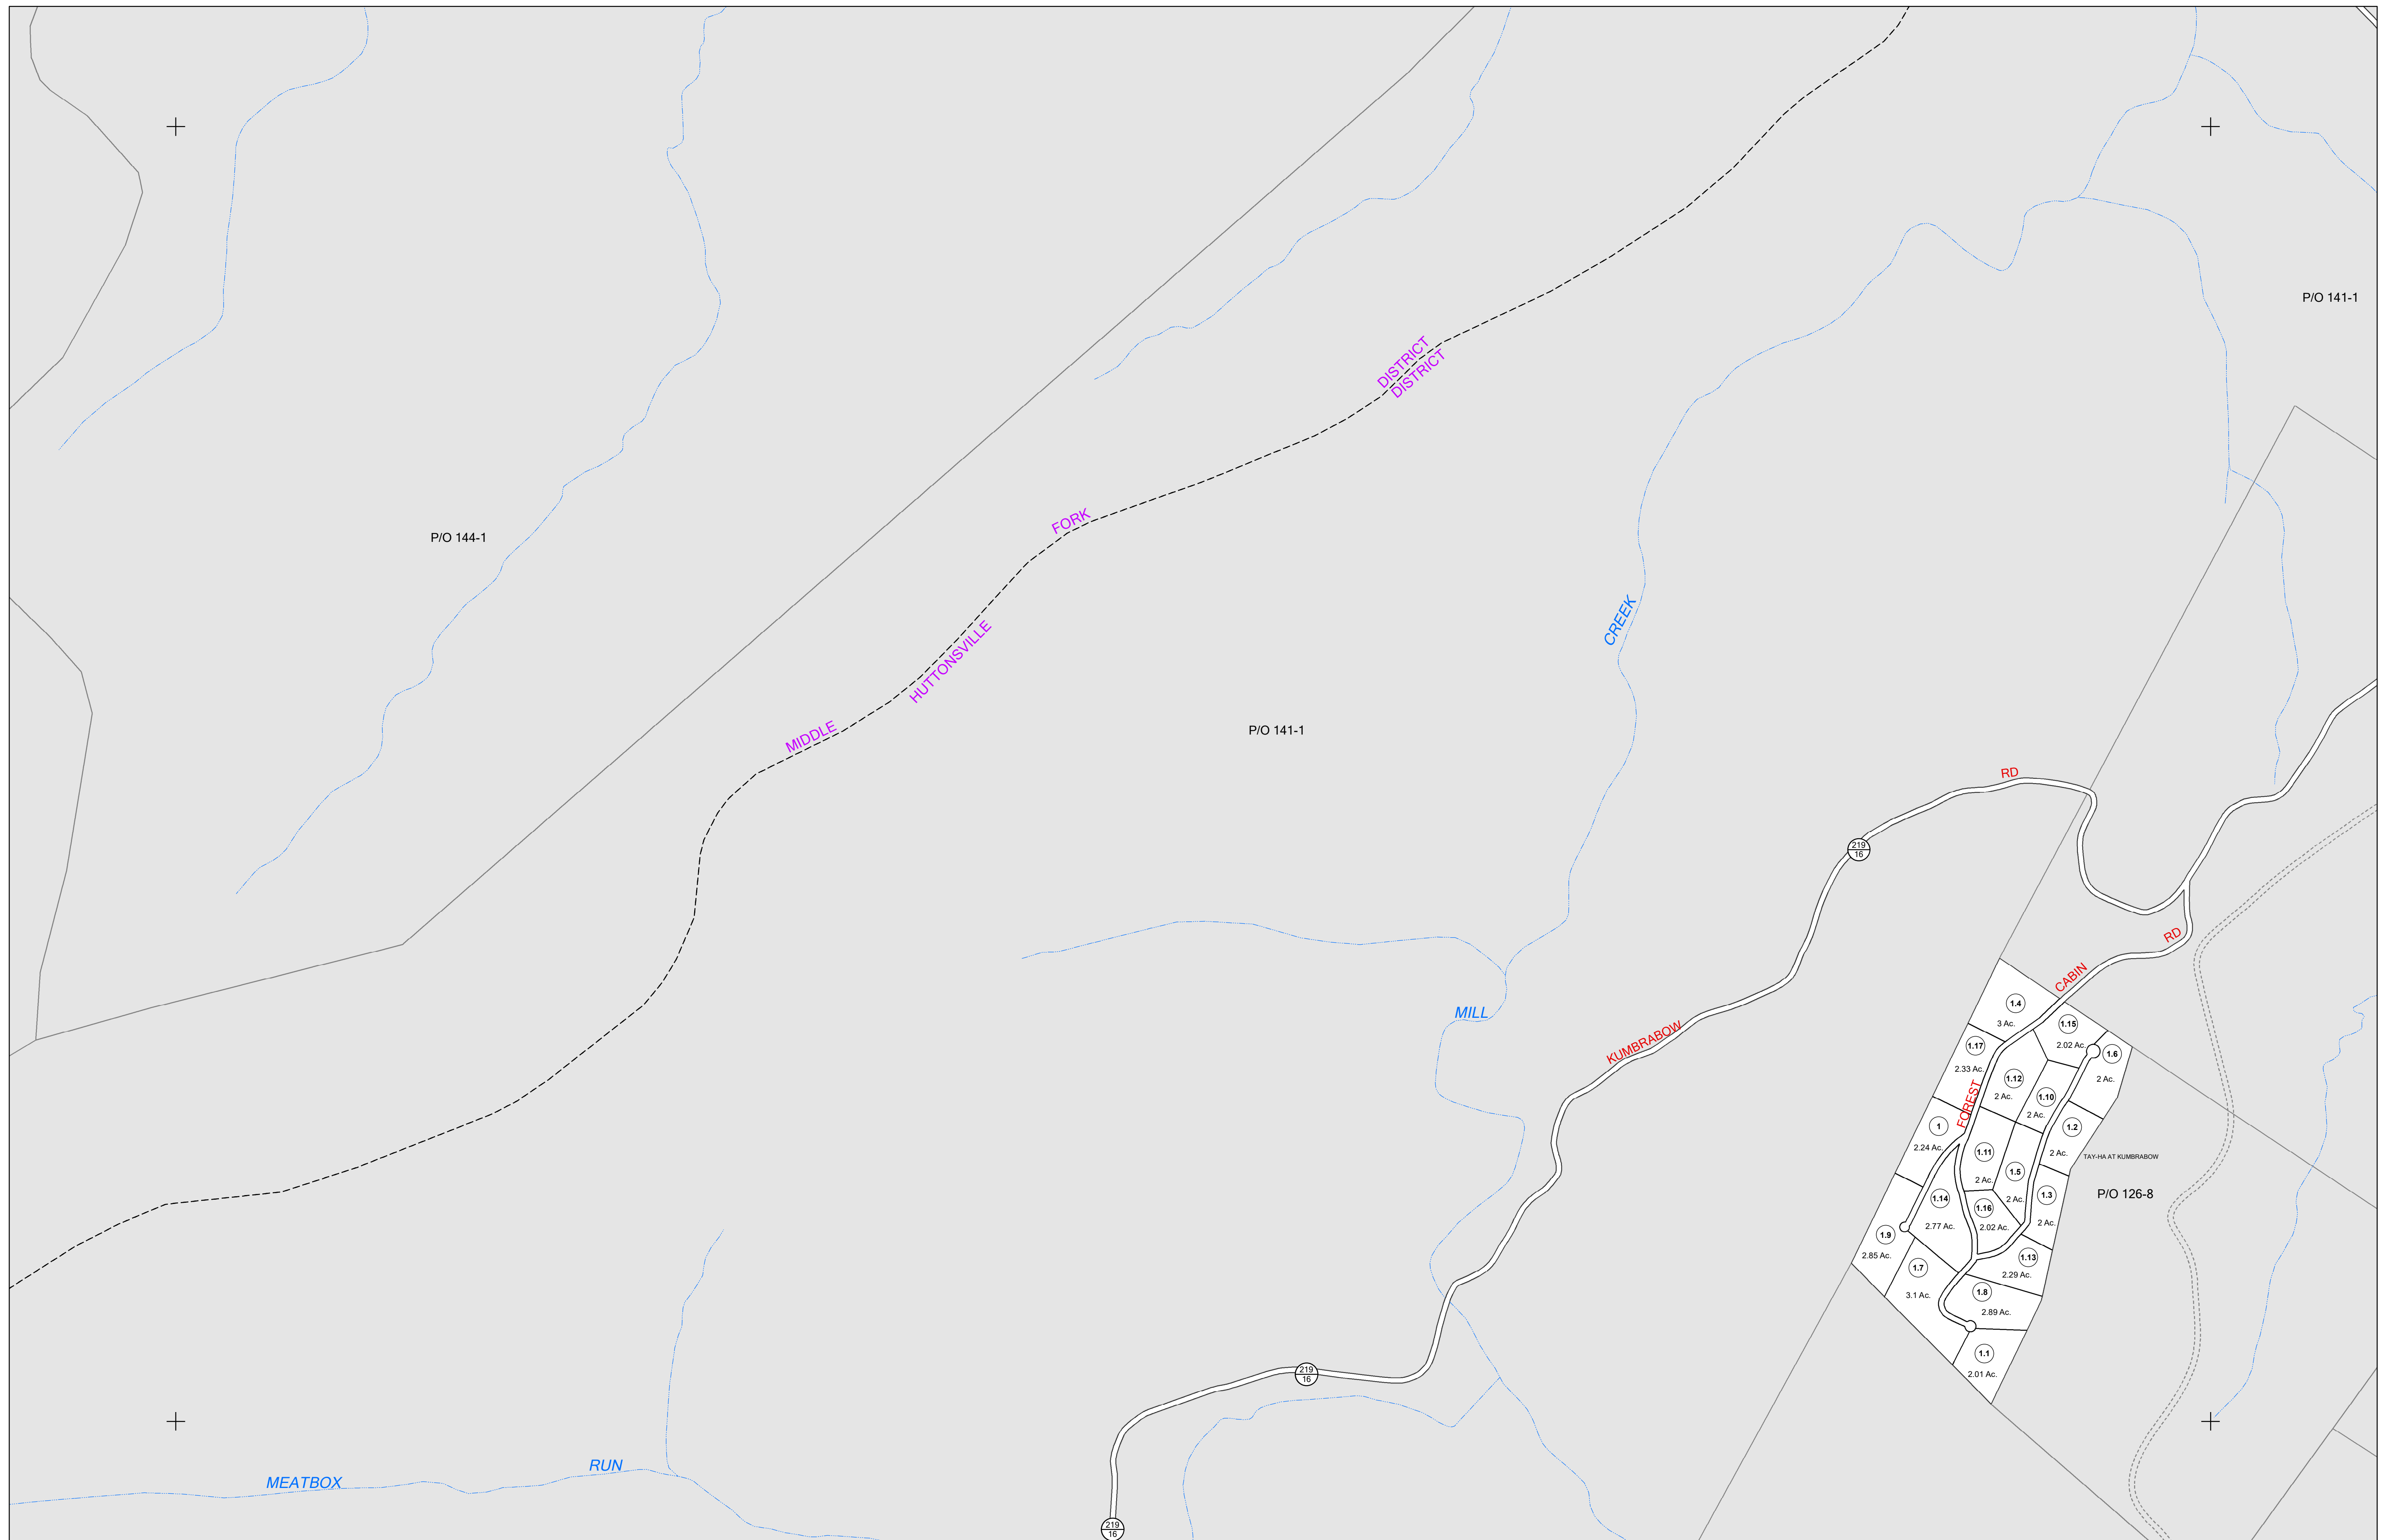 P/O 141-1
DISTRICT
DISTRICT
FORK
P/O 144-1
CREEK
HUTTONSVILLE
MIDDLE
P/O 141-1
RD
219
16
RD
CABIN
MILL
KUMBRABOW
1.4
3 Ac.
1.15
2.02 Ac.
1.17
2.33 Ac.
1.6
2 Ac.
1.12
2 Ac.
FOREST
1.10
2 Ac.
1
2.24 Ac.
1.2
2 Ac.
TAY-HA AT KUMBRABOW
1.11
2 Ac.
1.5
2 Ac.
P/O 126-8
1.14
2.77 Ac.
1.3
2 Ac.
1.16
2.02 Ac.
1.9
2.85 Ac.
1.13
2.29 Ac.
1.7
3.1 Ac.
1.8
2.89 Ac.
1.1
2.01 Ac.
219
16
RUN
MEATBOX
219
16